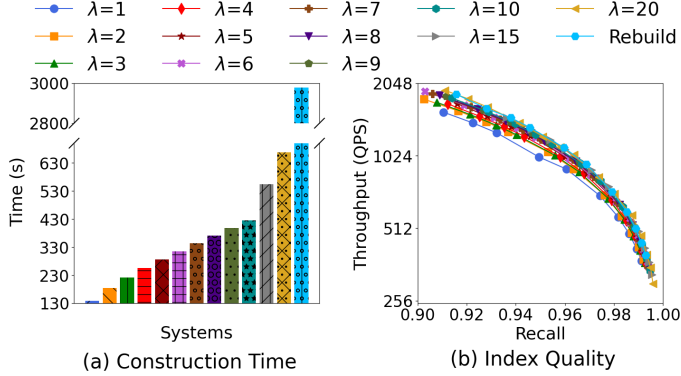 λ=1 λ=4 λ=7 λ=10 λ=20
λ=2 λ=5 λ=8 λ=15 Rebuild
λ=3 λ=6 λ=9
3000
2800
630
530
430
330
230
130
Time (s)
Systems
(a) Construction Time
2048
1024
512
256
Throughput (QPS)
0.90 0.92 0.94 0.96 0.98 1.00
Recall
(b) Index Quality